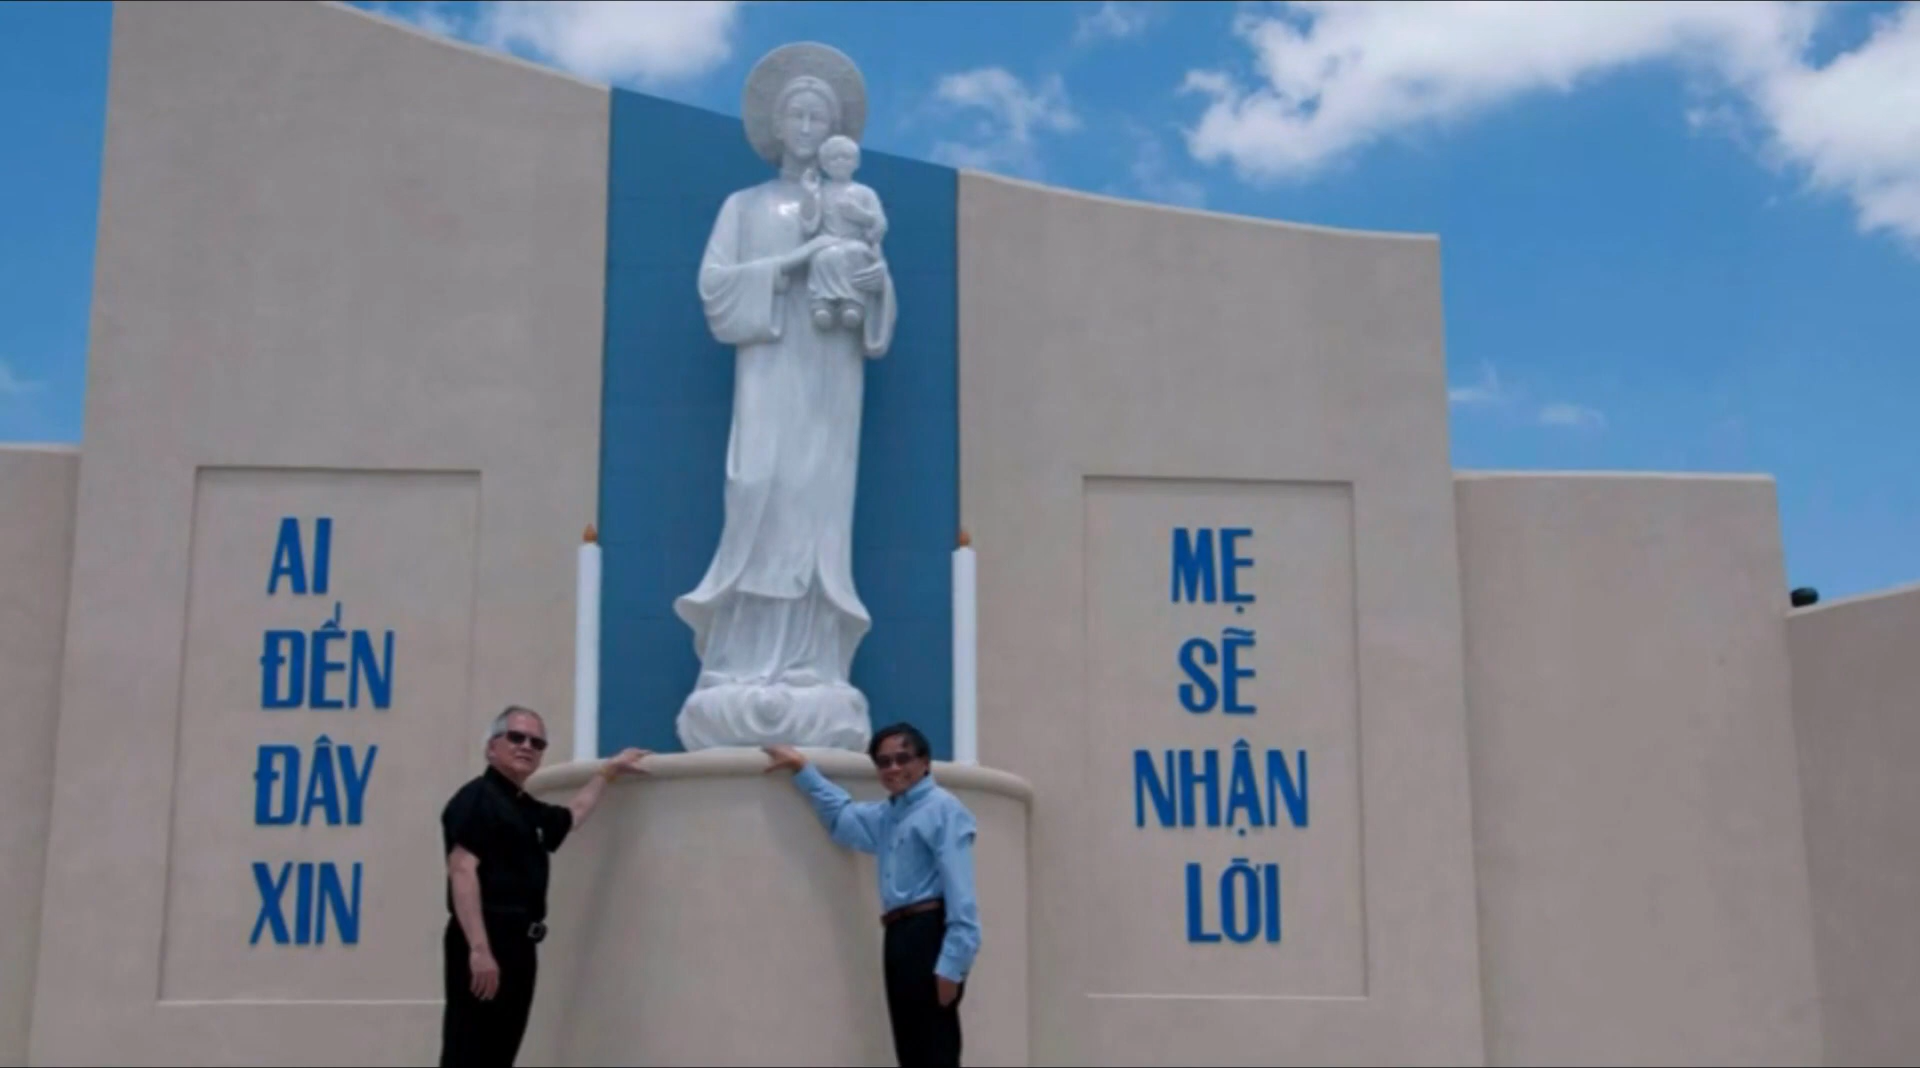 AI
ĐẾN
ĐÂY
XIN
MẸ
SẼ
NHẬN
LỜI